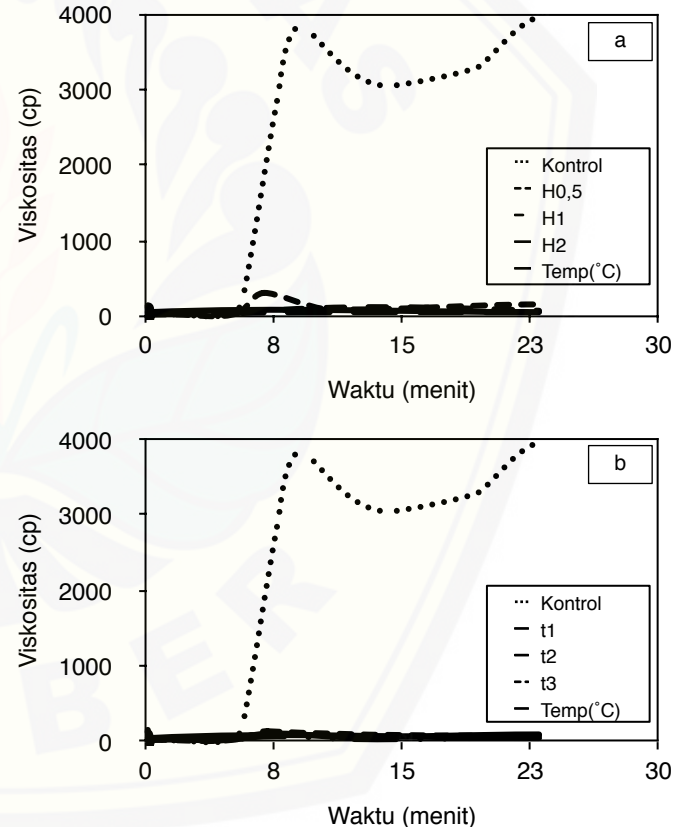 4000
a
3000
Viskositas (cp)
2000
1000
0
Kontrol
H0,5
H1
H2
Temp(˚C)
0 8 15 23 30
Waktu (menit)
4000
b
3000
Viskositas (cp)
2000
1000
0
Kontrol
t1
t2
t3
Temp(˚C)
0 8 15 23 30
Waktu (menit)
S
BER